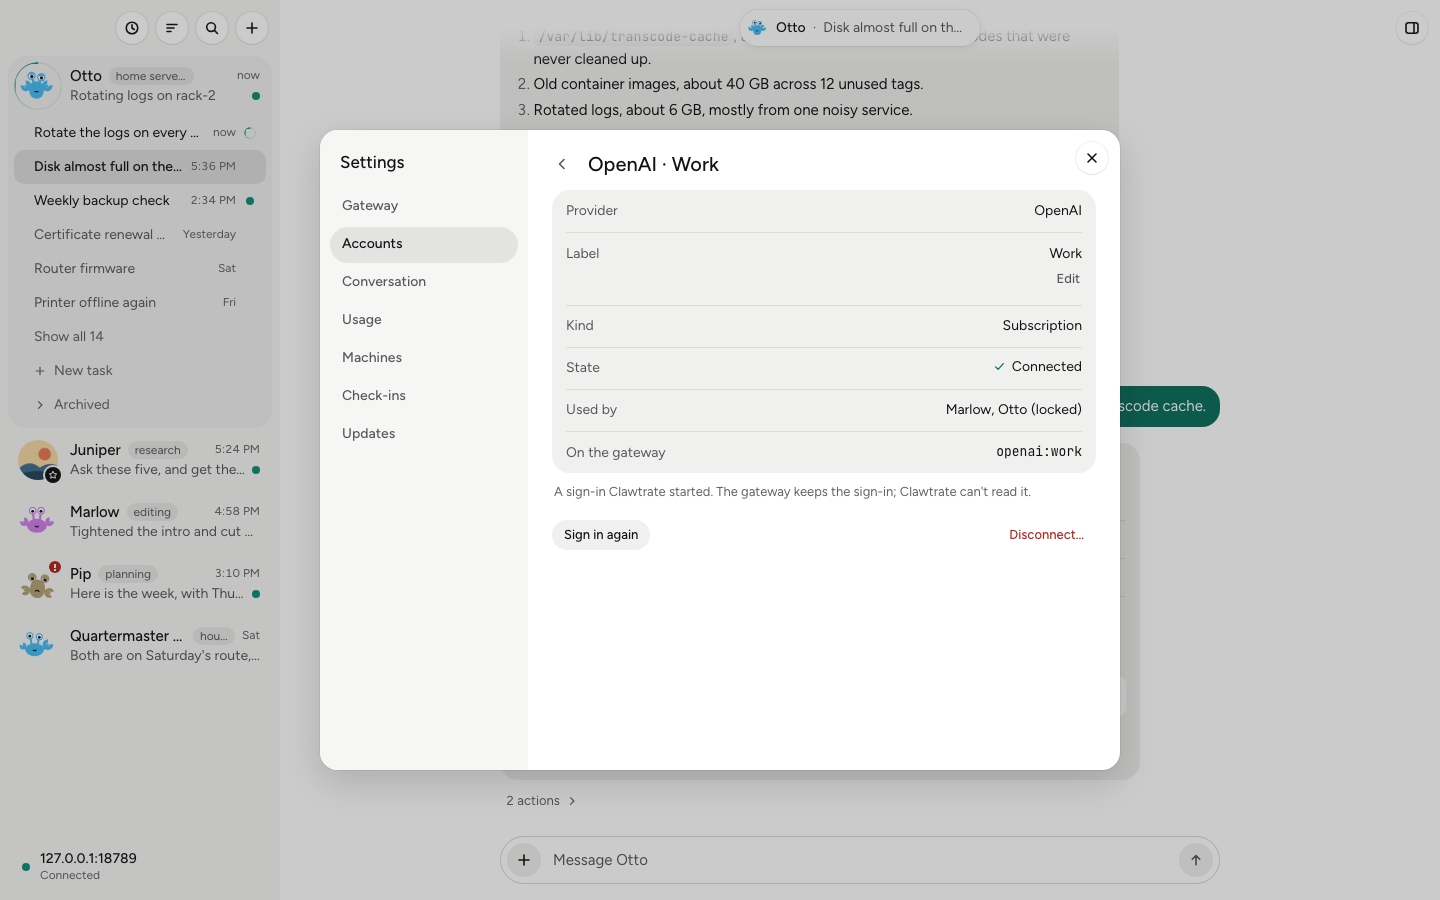 Otto
home serve...
now
Rotating logs on rack-2
Rotate the logs on every ...
now
Disk almost full on the...
5:36 PM
Weekly backup check
2:34 PM
Certificate renewal ...
Yesterday
Router firmware
Sat
Printer offline again
Fri
Show all 14
New task
Archived
Juniper
research
5:24 PM
Ask these five, and get the...
Marlow
editing
4:58 PM
Tightened the intro and cut ...
Pip
planning
3:10 PM
Here is the week, with Thu...
Quartermaster ...
hou...
Sat
Both are on Saturday's route,...
127.0.0.1:18789
Connected
Otto · Disk almost full on th...
1. /var/lib/transcode-cache,
that were
never cleaned up.
2. Old container images, about 40 GB across 12 unused tags.
3. Rotated logs, about 6 GB, mostly from one noisy service.
Settings
Gateway
Accounts
Conversation
Usage
Machines
Check-ins
Updates
OpenAI · Work
Provider
OpenAI
Label
Work
Edit
Kind
Subscription
State
Connected
Used by
Marlow, Otto (locked)
On the gateway
openai:work
A sign-in Clawtrate started. The gateway keeps the sign-in; Clawtrate can't read it.
Sign in again
Disconnect...
cache.
2 actions
Message Otto